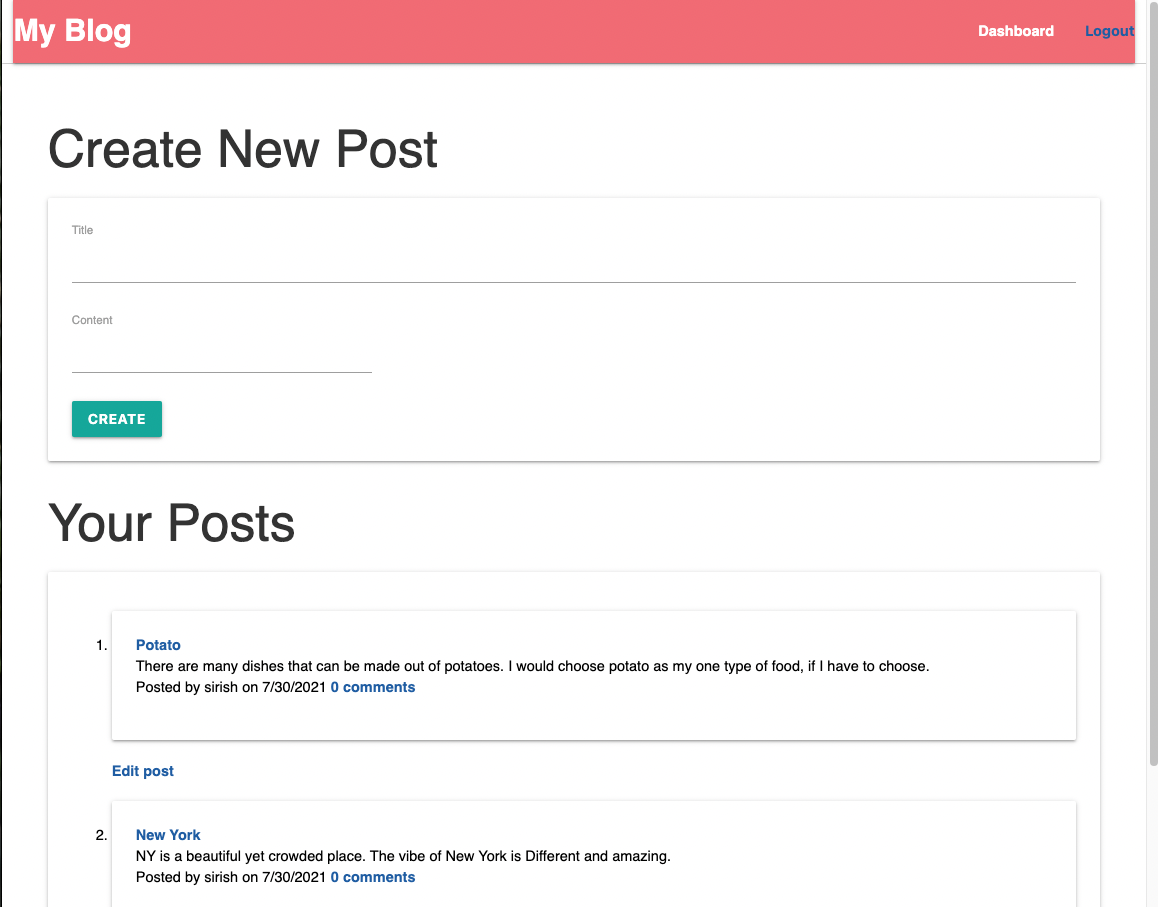 My Blog
Dashboard Logout
Create New Post
Title
Content
CREATE
Your Posts
1. Potato
There are many dishes that can be made out of potatoes. I would choose potato as my one type of food, if I have to choose.
Posted by sirish on 7/30/2021 0 comments
Edit post
2. New York
NY is a beautiful yet crowded place. The vibe of New York is Different and amazing.
Posted by sirish on 7/30/2021 0 comments